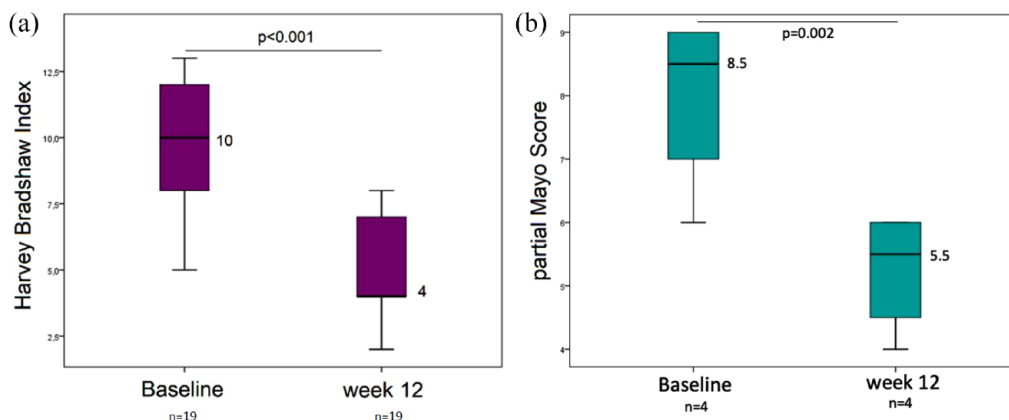 (a)
Harvey Bradshaw Index
12,5
10,0
7,5
5,0
2,5
p<0.001
10
4
Baseline
week 12
n=19
n=19
(b)
partial Mayo Score
9
8
7
6
5
4
p=0.002
8.5
5.5
Baseline
week 12
n=4
n=4